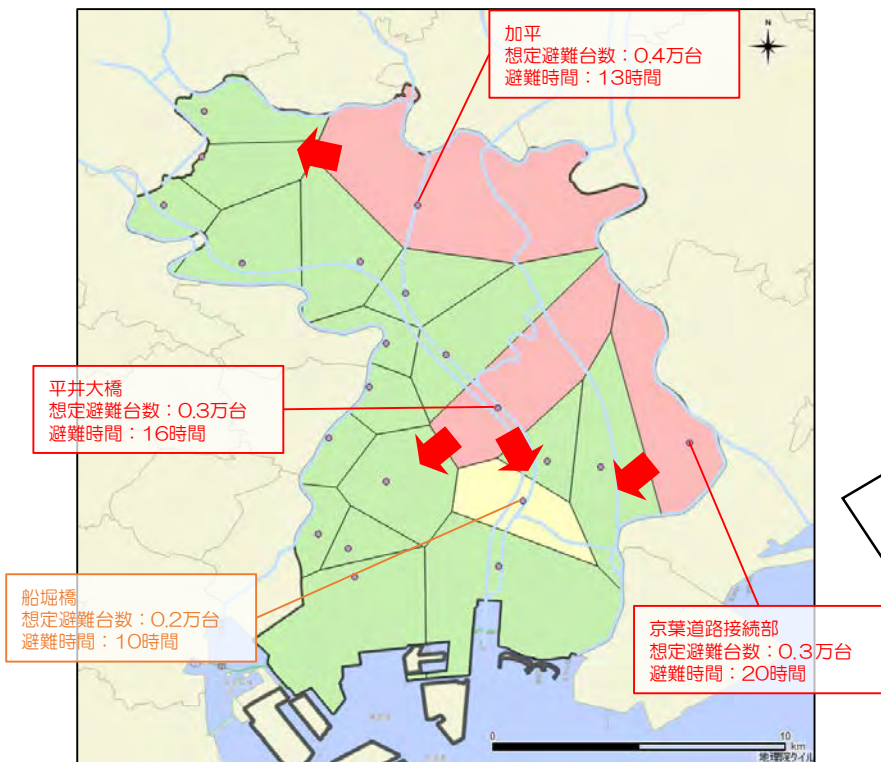 加平
想定避難台数:0.4万台
避難時間:13時間
N
平井大橋
想定避難台数:0.3万台
避難時間:16時間
船堀橋
想定避難台数:0.2万台
避難時間:10時間
京葉道路接続部
想定避難台数:0.3万台
避難時間:20時間
0
10
km
地理院タイル